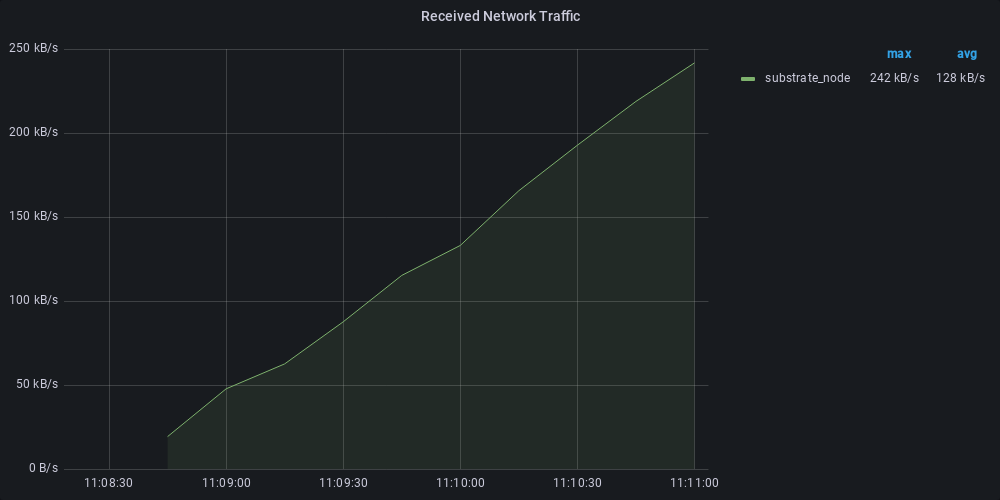 Received Network Traffic
250 kB/s
200 kB/s
150 kB/s
100 kB/s
50 kB/s
0 B/s
11:08:30 11:09:00 11:09:30 11:10:00 11:10:30 11:11:00
max avg
substrate_node 242 kB/s 128 kB/s